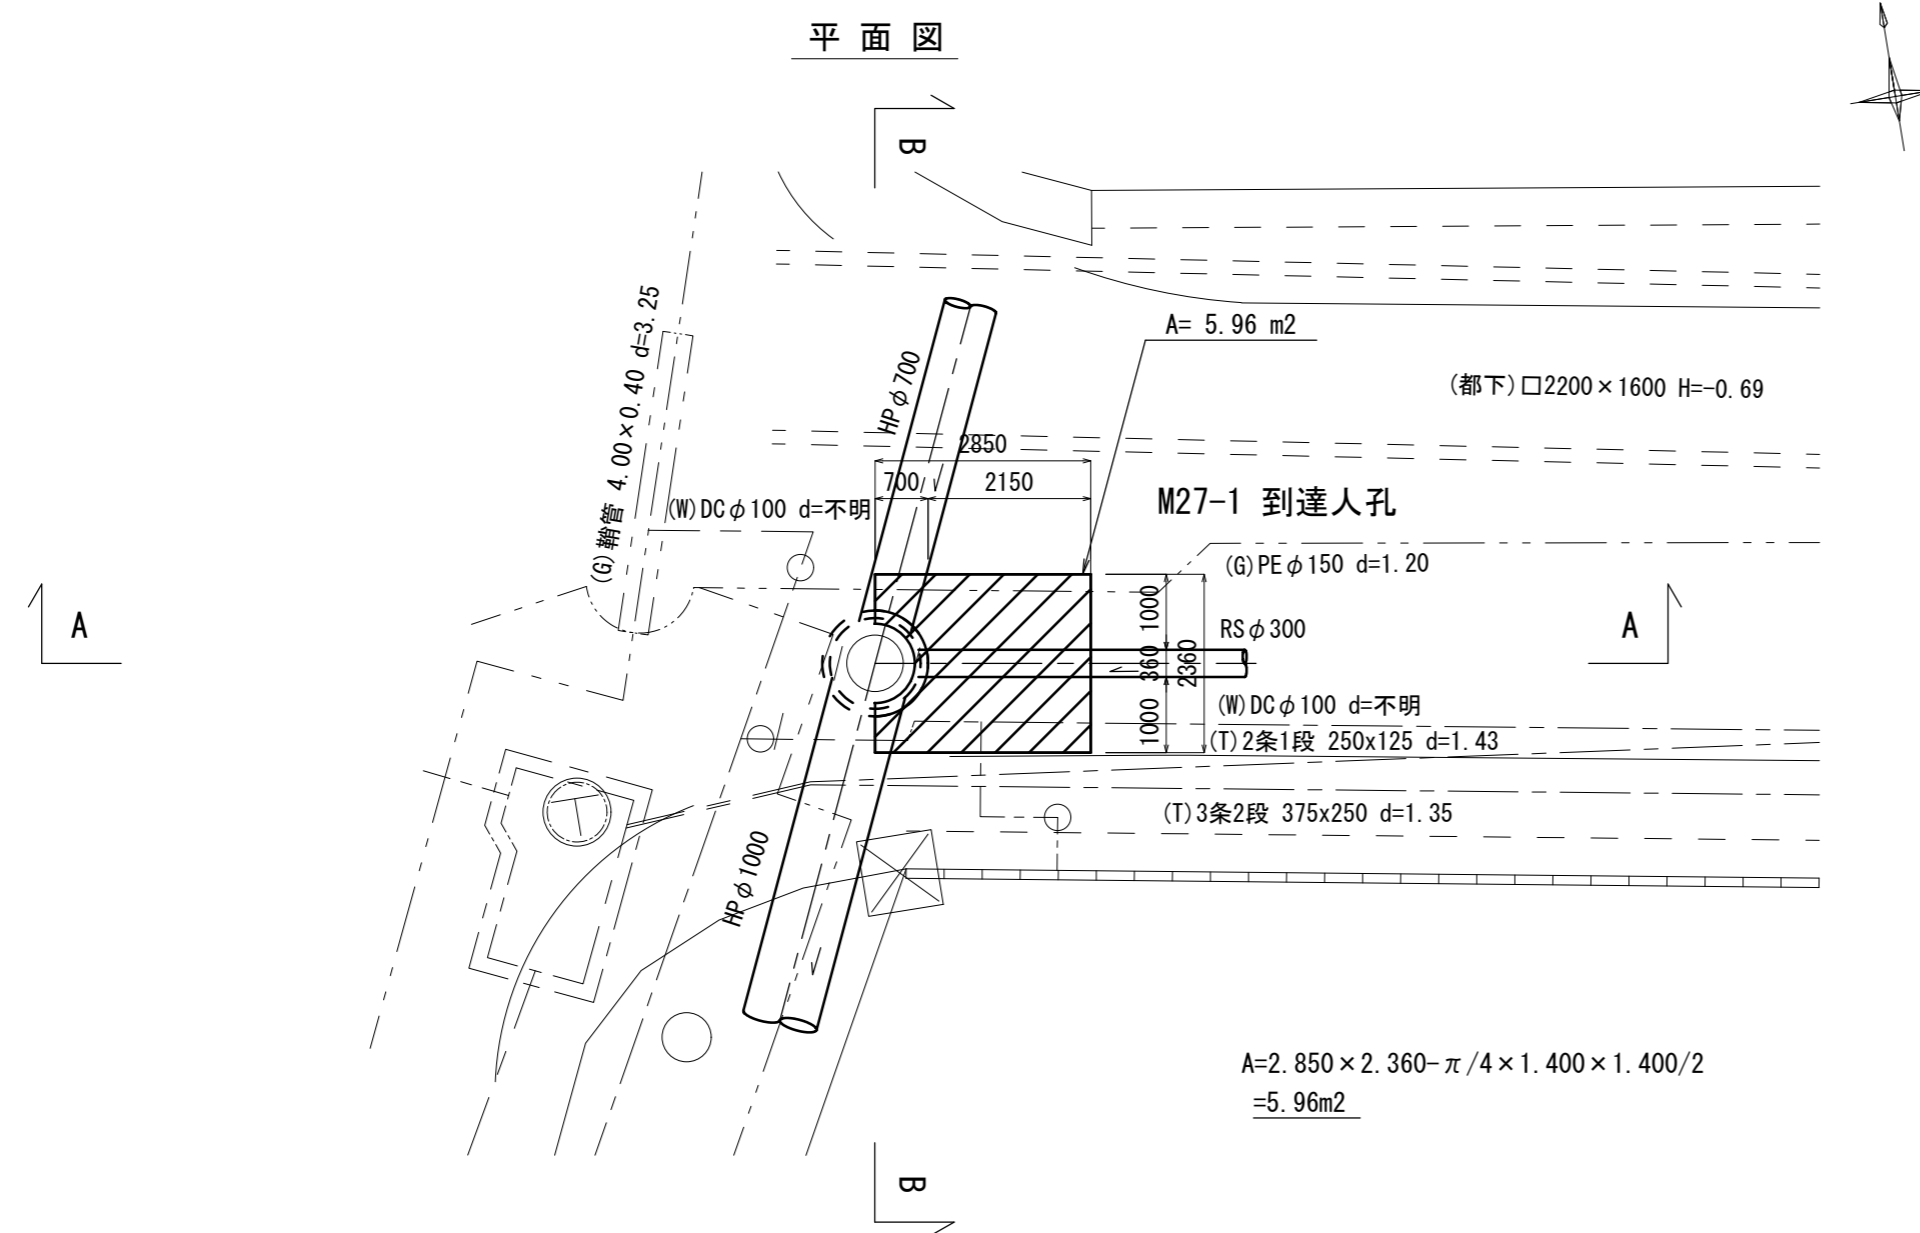 平 面 図
B
(G)鞘管 4.00×0.40 d=3.25
A= 5.96 m2
HPφ700
(都下)□2200×1600 H=-0.69
2850
700
2150
(W)DCφ100 d=不明
M27-1 到達人孔
(G)PEφ150 d=1.20
1000
A
A
RSφ300
360
2360
(W)DCφ100 d=不明
1000
(T)2条1段 250x125 d=1.43
(T)3条2段 375x250 d=1.35
HPφ1000
A=2.850×2.360-π/4×1.400×1.400/2
=5.96m2
B